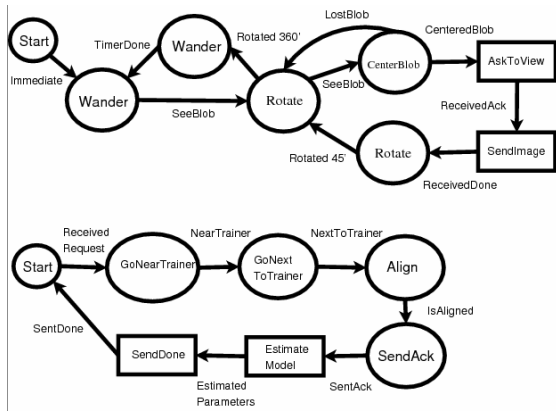 LostBlob
Start
TimerDone
Wander
Rotated 360'
CenteredBlob
CenterBlob
AskToView
Immediate
Wander
SeeBlob
Rotate
SeeBlob
ReceivedAck
Rotated 45'
Rotate
SendImage
ReceivedDone
Received
Request
NearTrainer
NextToTrainer
Start
GoNearTrainer
GoNext
ToTrainer
Align
IsAligned
SentDone
SendDone
Estimate
Model
SendAck
Estimated
Parameters
SentAck